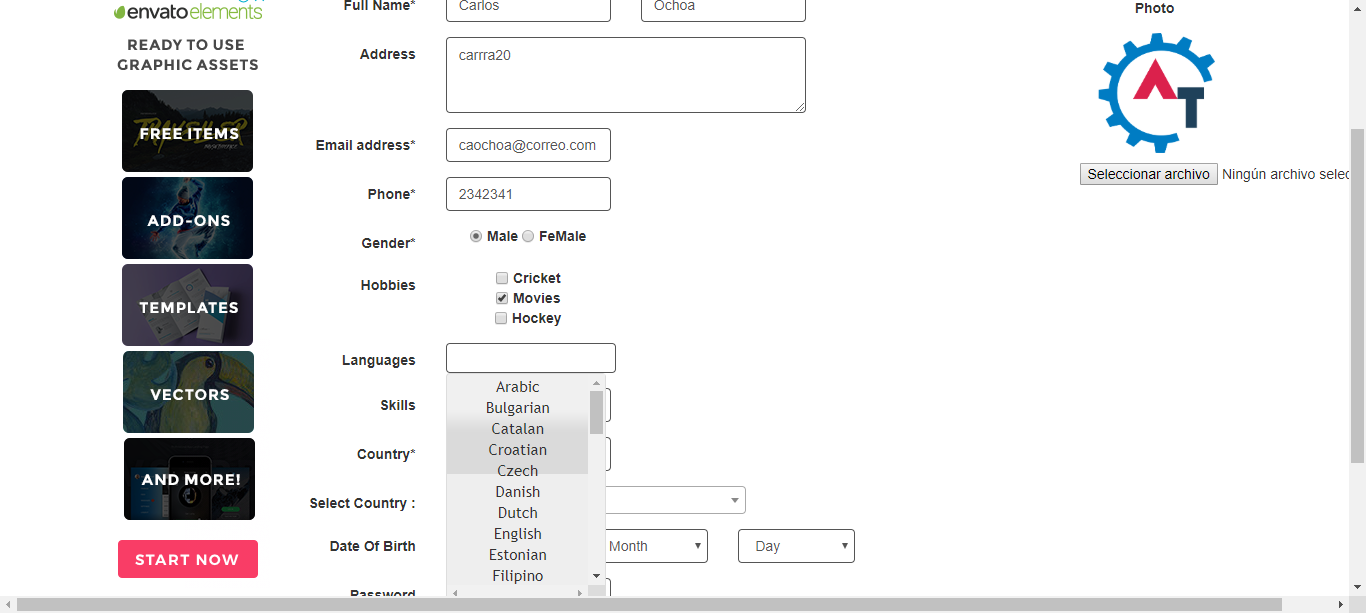 envatoelements
READY TO USE
GRAPHIC ASSETS
FREE ITEMS
ADD-ONS
TEMPLATES
VECTORS
AND MORE!
START NOW
Full Name* Carlos Ochoa
Address carrra20
Email address* caochoa@correo.com
Phone* 2342341
Gender* Male FeMale
Hobbies Cricket
Movies
Hockey
Languages
Arabic
Bulgarian
Catalan
Croatian
Czech
Danish
Dutch
English
Estonian
Filipino
Skills
Country*
Select Country :
Date Of Birth Month Day
Password
Photo
AT
Seleccionar archivo Ningún archivo selec